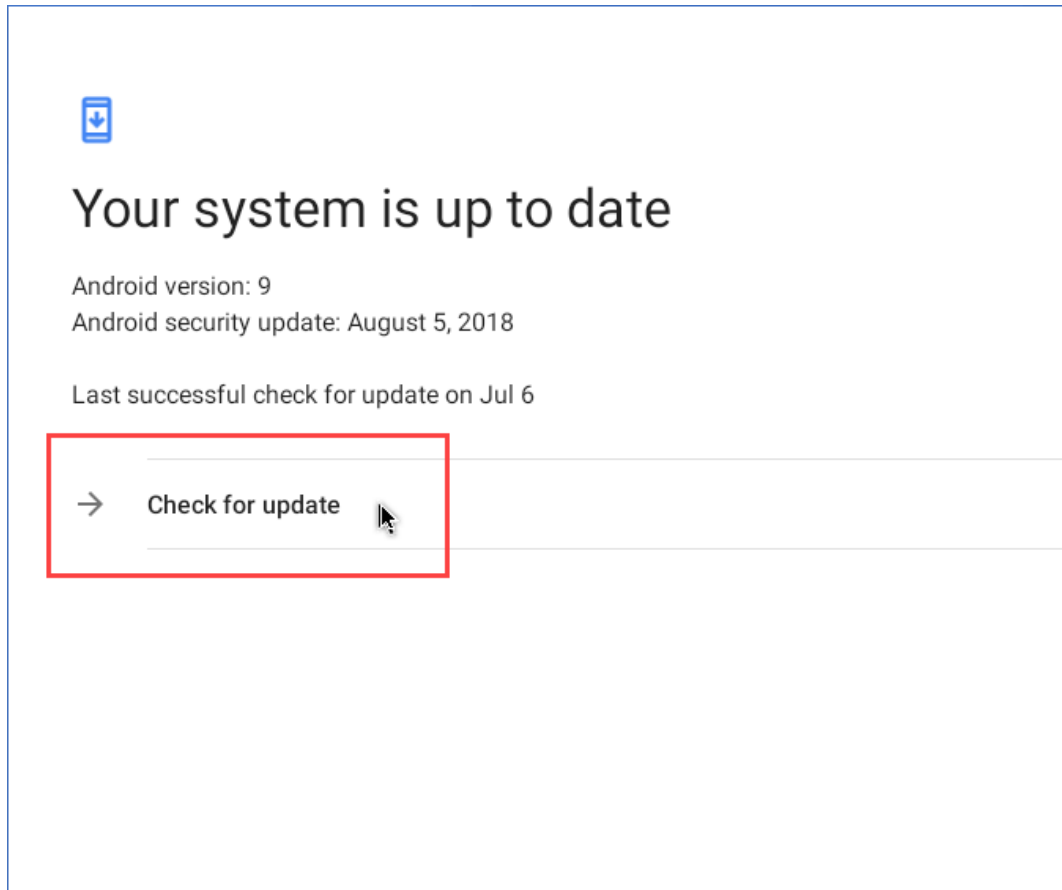 Your system is up to date
Android version: 9
Android security update: August 5, 2018
Last successful check for update on Jul 6
Check for update